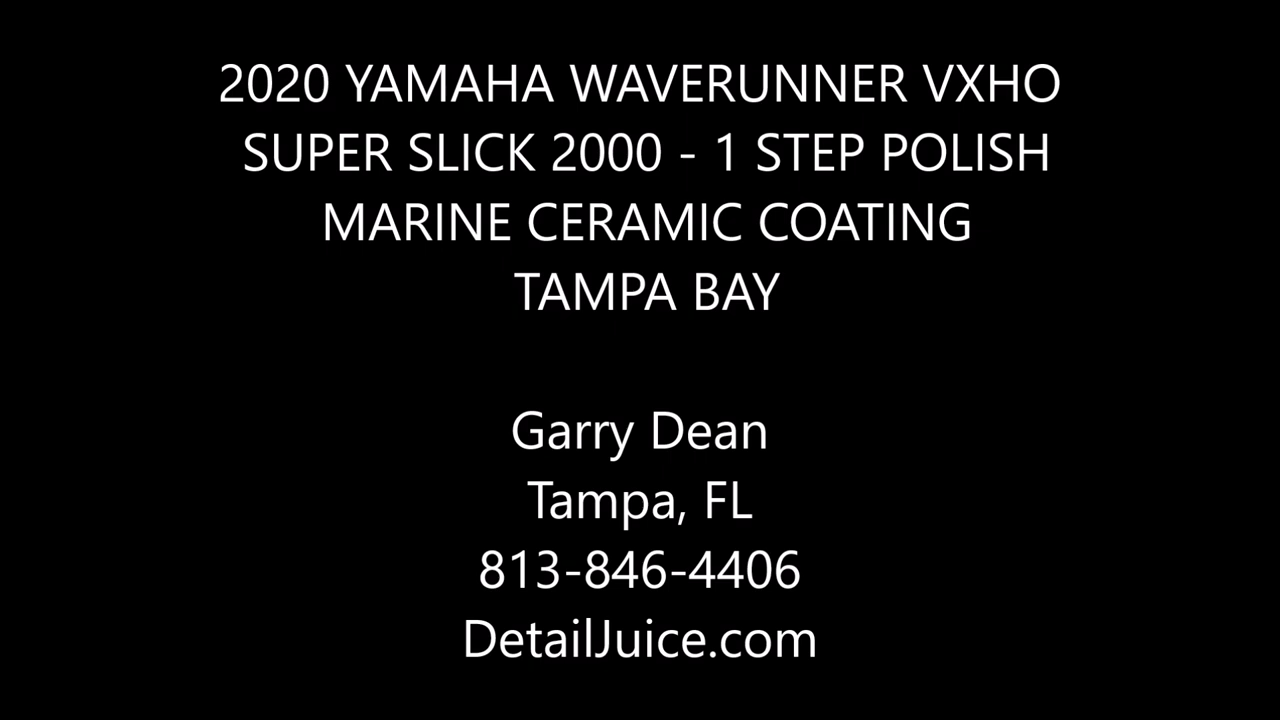 2020 YAMAHA WAVERUNNER VXHO
SUPER SLICK 2000 - 1 STEP POLISH
MARINE CERAMIC COATING
TAMPA BAY
Garry Dean
Tampa, FL
813-846-4406
DetailJuice.com